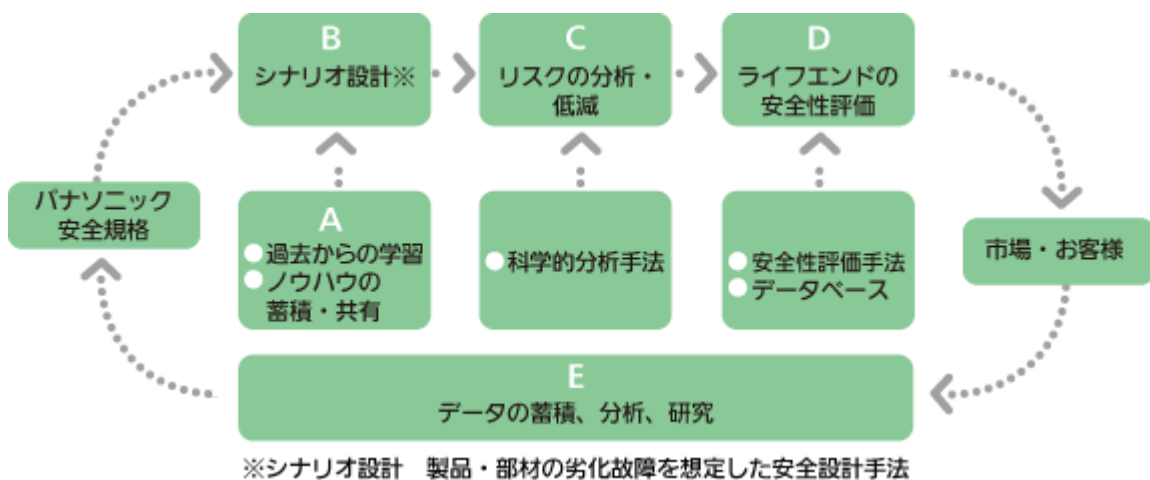 B
シナリオ設計※
C
リスクの分析・
低減
D
ライフエンドの
安全性評価
パナソニック
安全規格
A
過去からの学習
ノウハウの
蓄積・共有
科学的分析手法
安全性評価手法
データベース
市場・お客様
E
データの蓄積、分析、研究
※シナリオ設計　製品・部材の劣化故障を想定した安全設計手法